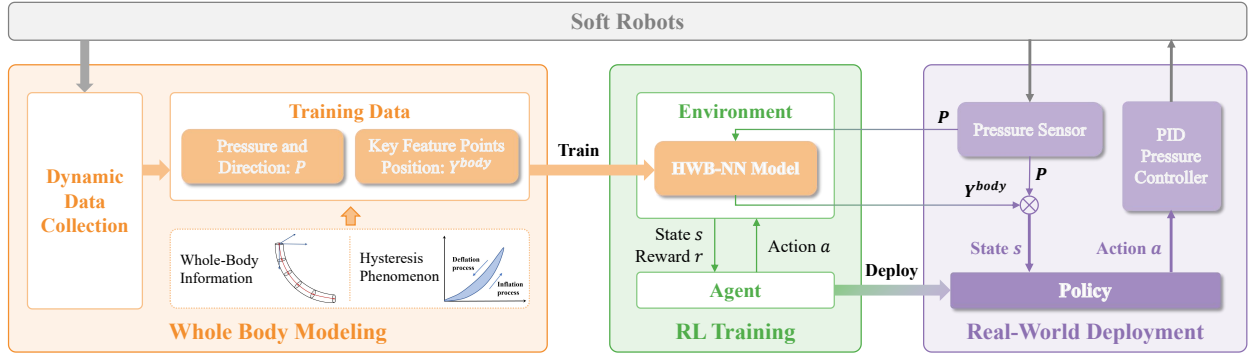 Soft Robots
Dynamic
Data
Collection
Training Data
Pressure and
Direction: P
Key Feature Points
Position: Y^body
Whole-Body
Information
Hysteresis
Phenomenon
Deflation
process
Inflation
process
Whole Body Modeling
Train
Environment
HWB-NN Model
State s
Reward r
Action a
Agent
RL Training
Deploy
P
Y^body
Pressure Sensor
P
PID
Pressure
Controller
State s
Action a
Policy
Real-World Deployment